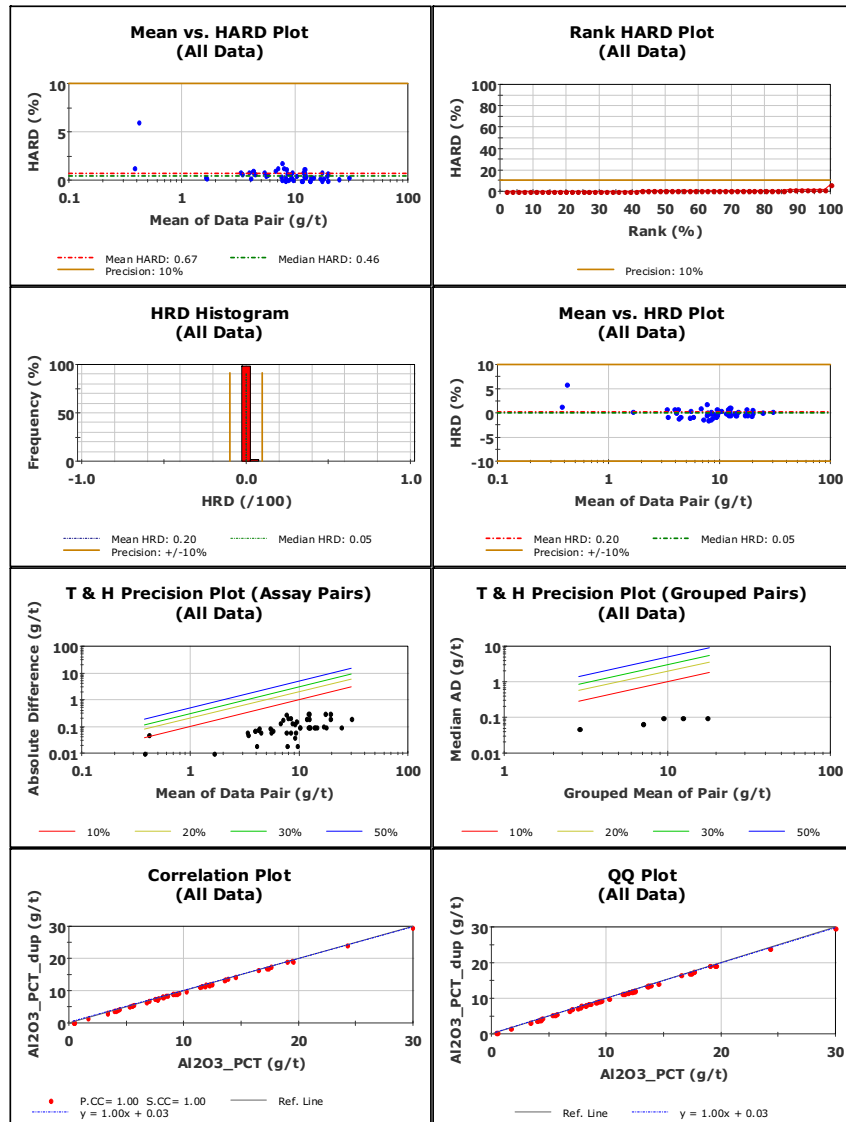 Mean vs. HARD Plot
(All Data)
10
5
0
HARD (%)
0.1 1 10 100
Mean of Data Pair (g/t)
Mean HARD: 0.67 Median HARD: 0.46
Precision: 10%
Rank HARD Plot
(All Data)
100
80
60
40
20
0
HARD (%)
0 10 20 30 40 50 60 70 80 90 100
Rank (%)
Precision: 10%
HRD Histogram
(All Data)
100
50
0
Frequency (%)
-1.0 0.0 1.0
HRD (/100)
Mean HRD: 0.20 Median HRD: 0.05
Precision: +/-10%
Mean vs. HRD Plot
(All Data)
10
5
0
-5
-10
HRD (%)
0.1 1 10 100
Mean of Data Pair (g/t)
Mean HRD: 0.20 Median HRD: 0.05
Precision: +/-10%
T & H Precision Plot (Assay Pairs)
(All Data)
100
10
1
0.1
0.01
Absolute Difference (g/t)
0.1 1 10 100
Mean of Data Pair (g/t)
10% 20% 30% 50%
T & H Precision Plot (Grouped Pairs)
(All Data)
10
1
0.1
0.01
Median AD (g/t)
1 10 100
Grouped Mean of Pair (g/t)
10% 20% 30% 50%
Correlation Plot
(All Data)
30
20
10
0
Al2O3_PCT_dup (g/t)
0 10 20 30
Al2O3_PCT (g/t)
P.CC= 1.00 S.CC= 1.00 Ref. Line
y = 1.00x + 0.03
QQ Plot
(All Data)
30
20
10
0
Al2O3_PCT_dup (g/t)
0 10 20 30
Al2O3_PCT (g/t)
Ref. Line y = 1.00x + 0.03